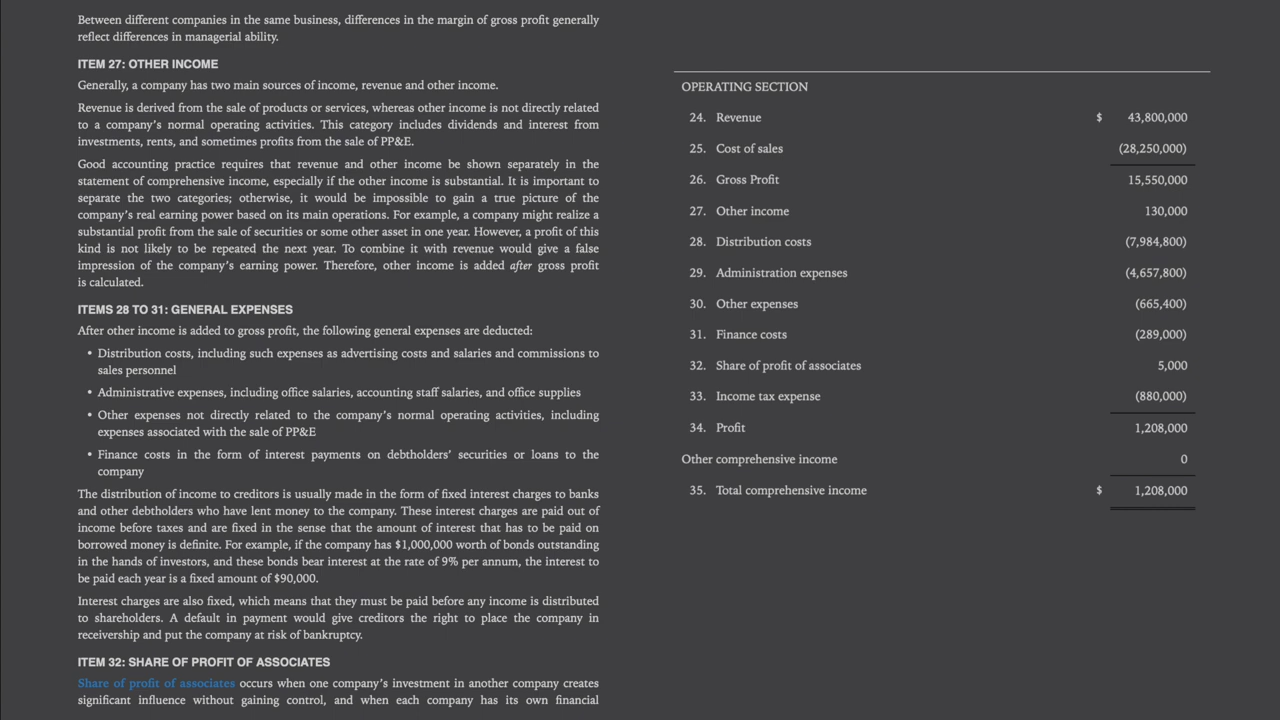 Between different companies in the same business, differences in the margin of gross profit generally
reflect differences in managerial ability.
ITEM 27: OTHER INCOME
Generally, a company has two main sources of income, revenue and other income.
Revenue is derived from the sale of products or services, whereas other income is not directly related
to a company’s normal operating activities. This category includes dividends and interest from
investments, rents, and sometimes profits from the sale of PP&E.
Good accounting practice requires that revenue and other income be shown separately in the
statement of comprehensive income, especially if the other income is substantial. It is important to
separate the two categories; otherwise, it would be impossible to gain a true picture of the
company’s real earning power based on its main operations. For example, a company might realize a
substantial profit from the sale of securities or some other asset in one year. However, a profit of this
kind is not likely to be repeated the next year. To combine it with revenue would give a false
impression of the company’s earning power. Therefore, other income is added after gross profit
is calculated.
ITEMS 28 TO 31: GENERAL EXPENSES
After other income is added to gross profit, the following general expenses are deducted:
• Distribution costs, including such expenses as advertising costs and salaries and commissions to
sales personnel
• Administrative expenses, including office salaries, accounting staff salaries, and office supplies
• Other expenses not directly related to the company’s normal operating activities, including
expenses associated with the sale of PP&E
• Finance costs in the form of interest payments on debtholders’ securities or loans to the
company
The distribution of income to creditors is usually made in the form of fixed interest charges to banks
and other debtholders who have lent money to the company. These interest charges are paid out of
income before taxes and are fixed in the sense that the amount of interest that has to be paid on
borrowed money is definite. For example, if the company has $1,000,000 worth of bonds outstanding
in the hands of investors, and these bonds bear interest at the rate of 9% per annum, the interest to
be paid each year is a fixed amount of $90,000.
Interest charges are also fixed, which means that they must be paid before any income is distributed
to shareholders. A default in payment would give creditors the right to place the company in
receivership and put the company at risk of bankruptcy.
ITEM 32: SHARE OF PROFIT OF ASSOCIATES
Share of profit of associates occurs when one company’s investment in another company creates
significant influence without gaining control, and when each company has its own financial
OPERATING SECTION
24. Revenue $ 43,800,000
25. Cost of sales (28,250,000)
26. Gross Profit 15,550,000
27. Other income 130,000
28. Distribution costs (7,984,800)
29. Administration expenses (4,657,800)
30. Other expenses (665,400)
31. Finance costs (289,000)
32. Share of profit of associates 5,000
33. Income tax expense (880,000)
34. Profit 1,208,000
Other comprehensive income 0
35. Total comprehensive income $ 1,208,000